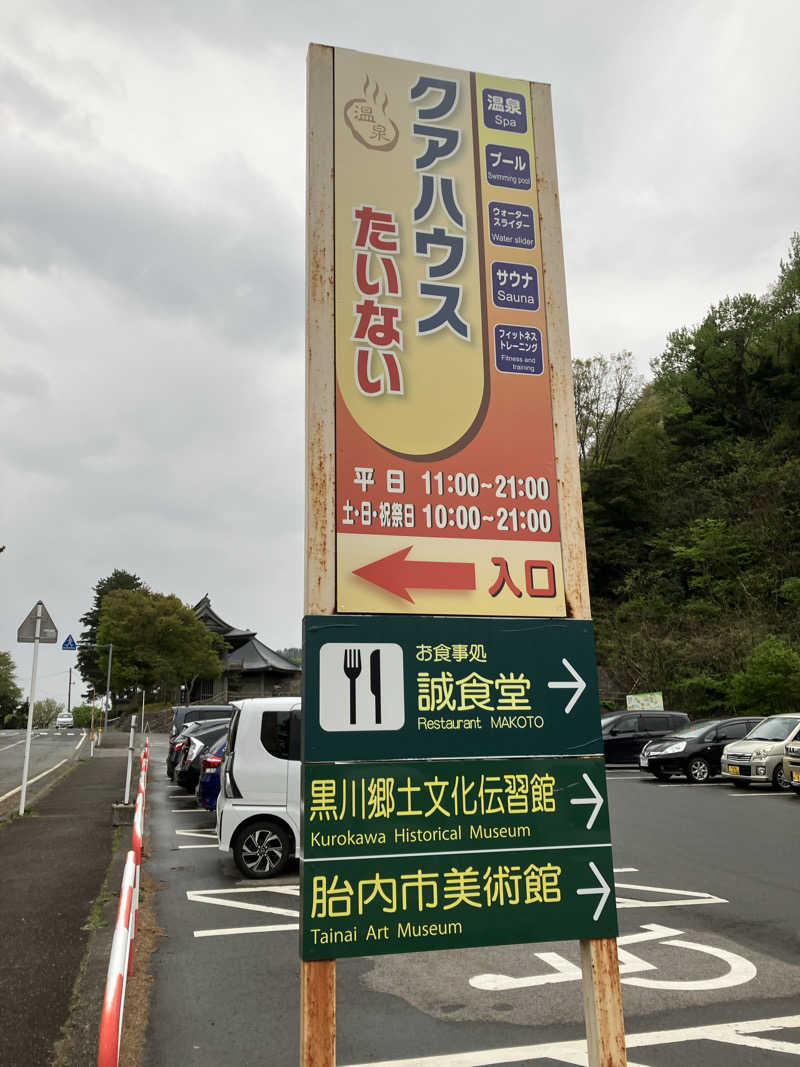 温泉
クアハウス
たいない
温泉
Spa
プール
Swimming pool
ウォーター
スライダー
Water slider
サウナ
Sauna
フィットネス
トレーニング
Fitness and
training
平日 11:00~21:00
土・日・祝祭日 10:00~21:00
入口
お食事処
誠食堂
Restaurant MAKOTO
黒川郷土文化伝習館
Kurokawa Historical Museum
胎内市美術館
Tainai Art Museum